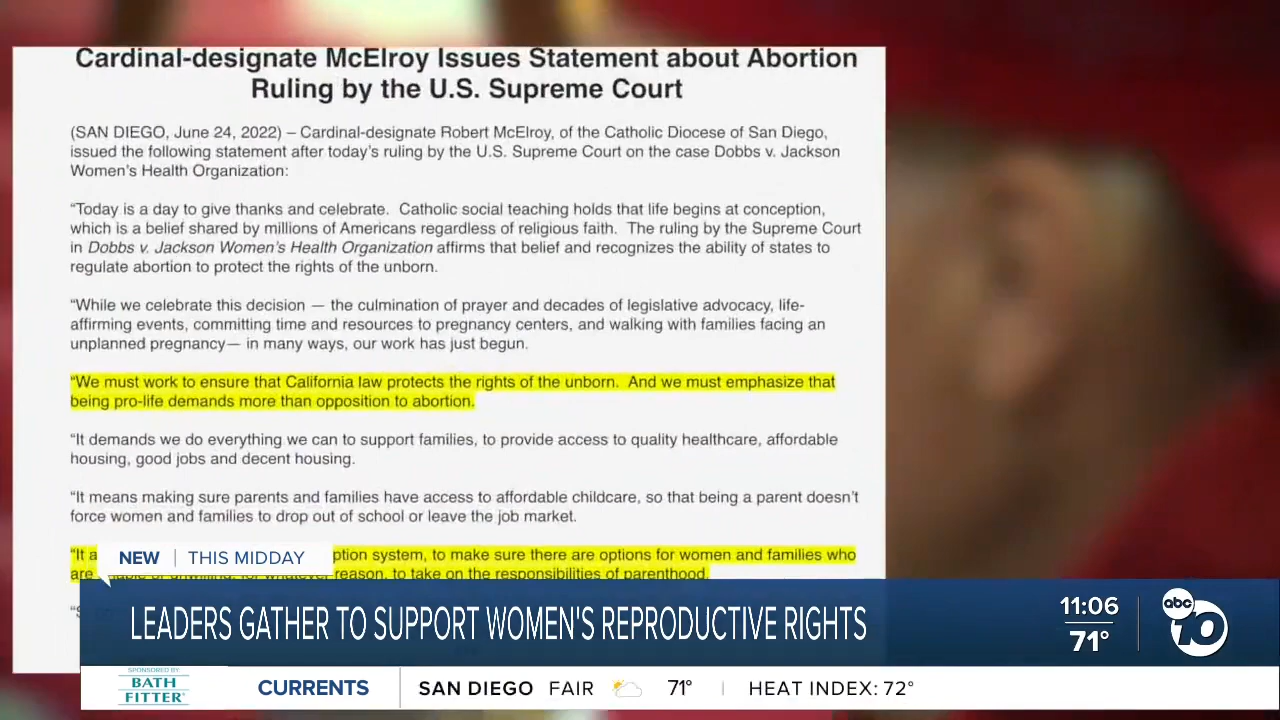 Cardinal-designate McElroy Issues Statement about Abortion
Ruling by the U.S. Supreme Court
(SAN DIEGO, June 24, 2022) – Cardinal-designate Robert McElroy, of the Catholic Diocese of San Diego,
issued the following statement after today's ruling by the U.S. Supreme Court on the case Dobbs v. Jackson
Women's Health Organization:
“Today is a day to give thanks and celebrate.  Catholic social teaching holds that life begins at conception,
which is a belief shared by millions of Americans regardless of religious faith.  The ruling by the Supreme Court
in Dobbs v. Jackson Women's Health Organization affirms that belief and recognizes the ability of states to
regulate abortion to protect the rights of the unborn.
“While we celebrate this decision — the culmination of prayer and decades of legislative advocacy, life-
affirming events, committing time and resources to pregnancy centers, and walking with families facing an
unplanned pregnancy— in many ways, our work has just begun.
“We must work to ensure that California law protects the rights of the unborn.  And we must emphasize that
being pro-life demands more than opposition to abortion.
“It demands we do everything we can to support families, to provide access to quality healthcare, affordable
housing, good jobs and decent housing.
“It means making sure parents and families have access to affordable childcare, so that being a parent doesn't
force women and families to drop out of school or leave the job market.
“It system, to make sure there are options for women and families who
are reason, to take on the responsibilities of parenthood.
NEW | THIS MIDDAY
LEADERS GATHER TO SUPPORT WOMEN'S REPRODUCTIVE RIGHTS
11:06
71°
abc 10
SPONSORED BY:
BATH
FITTER®
CURRENTS
SAN DIEGO FAIR 71° | HEAT INDEX: 72°